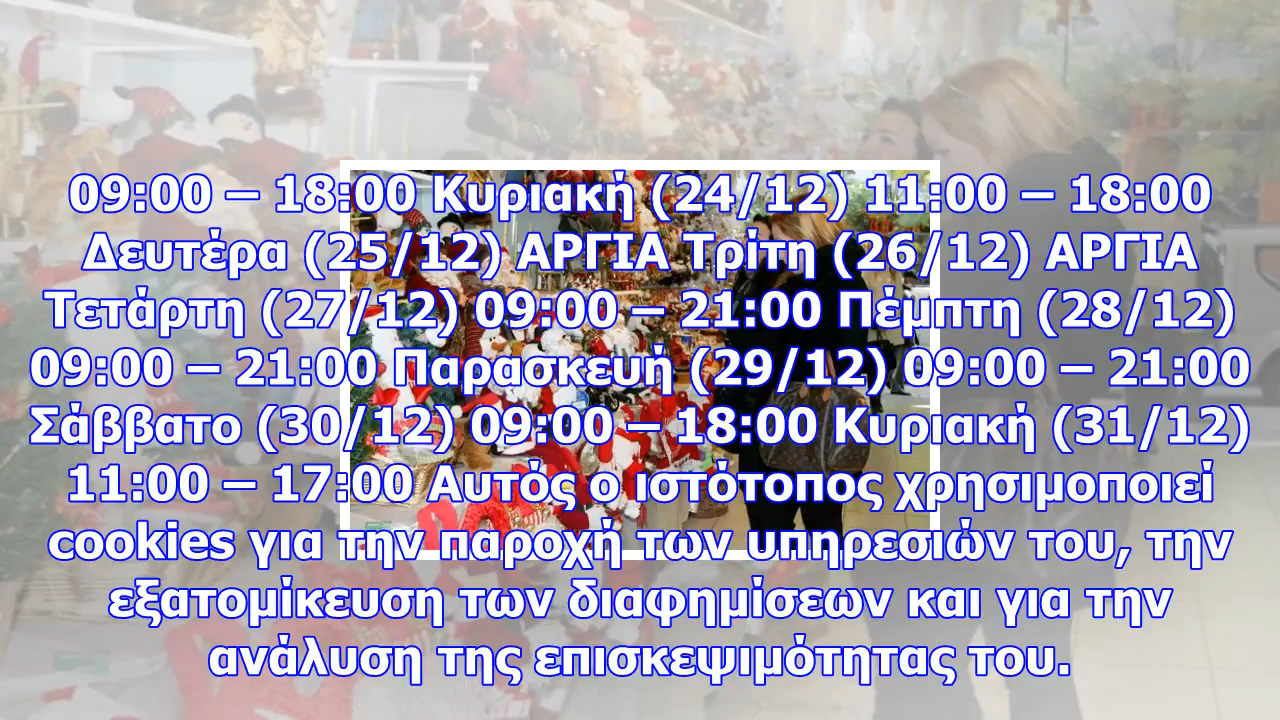 09:00 – 18:00 Κυριακή (24/12) 11:00 – 18:00
Δευτέρα (25/12) ΑΡΓΙΑ Τρίτη (26/12) ΑΡΓΙΑ
Τετάρτη (27/12) 09:00 – 21:00 Πέμπτη (28/12)
09:00 – 21:00 Παρασκευή (29/12) 09:00 – 21:00
Σάββατο (30/12) 09:00 – 18:00 Κυριακή (31/12)
11:00 – 17:00 Αυτός ο ιστότοπος χρησιμοποιεί
cookies για την παροχή των υπηρεσιών του, την
εξατομίκευση των διαφημίσεων και για την
ανάλυση της επισκεψιμότητας του.